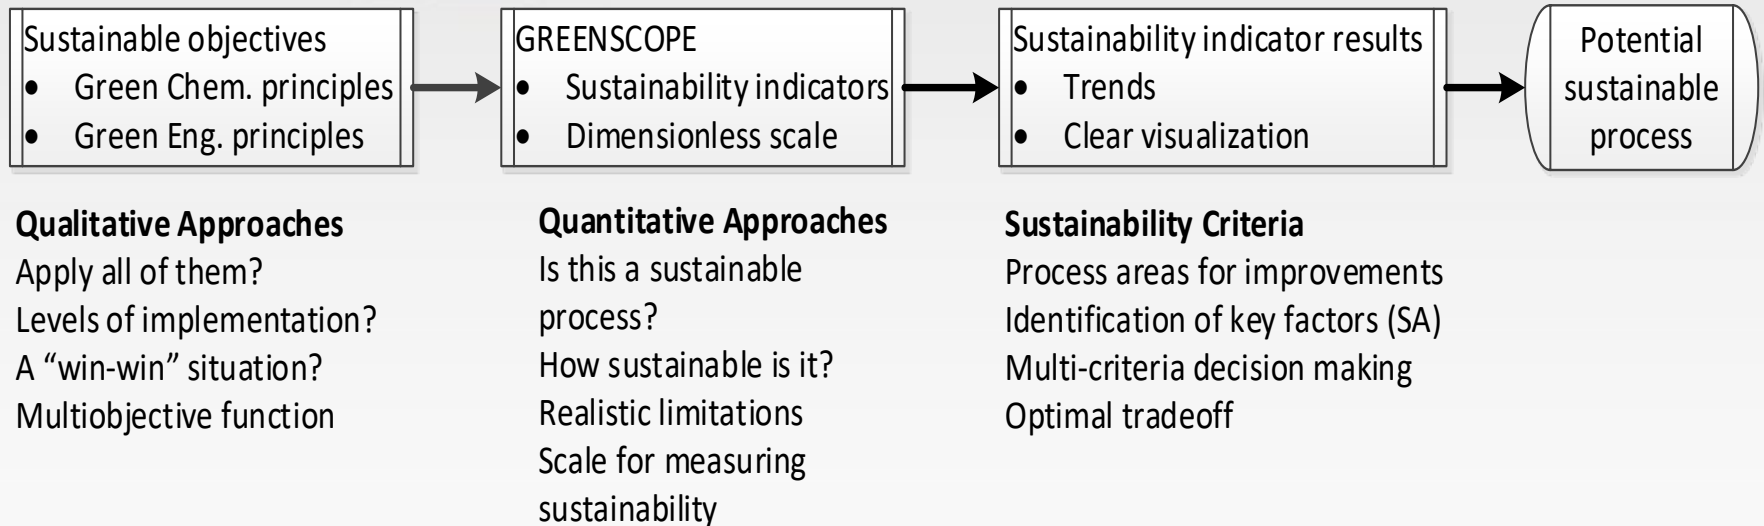 Sustainable objectives
• Green Chem. principles
• Green Eng. principles
GREENSCOPE
• Sustainability indicators
• Dimensionless scale
Sustainability indicator results
• Trends
• Clear visualization
Potential
sustainable
process
Qualitative Approaches
Apply all of them?
Levels of implementation?
A “win-win” situation?
Multiobjective function
Quantitative Approaches
Is this a sustainable
process?
How sustainable is it?
Realistic limitations
Scale for measuring
sustainability
Sustainability Criteria
Process areas for improvements
Identification of key factors (SA)
Multi-criteria decision making
Optimal tradeoff